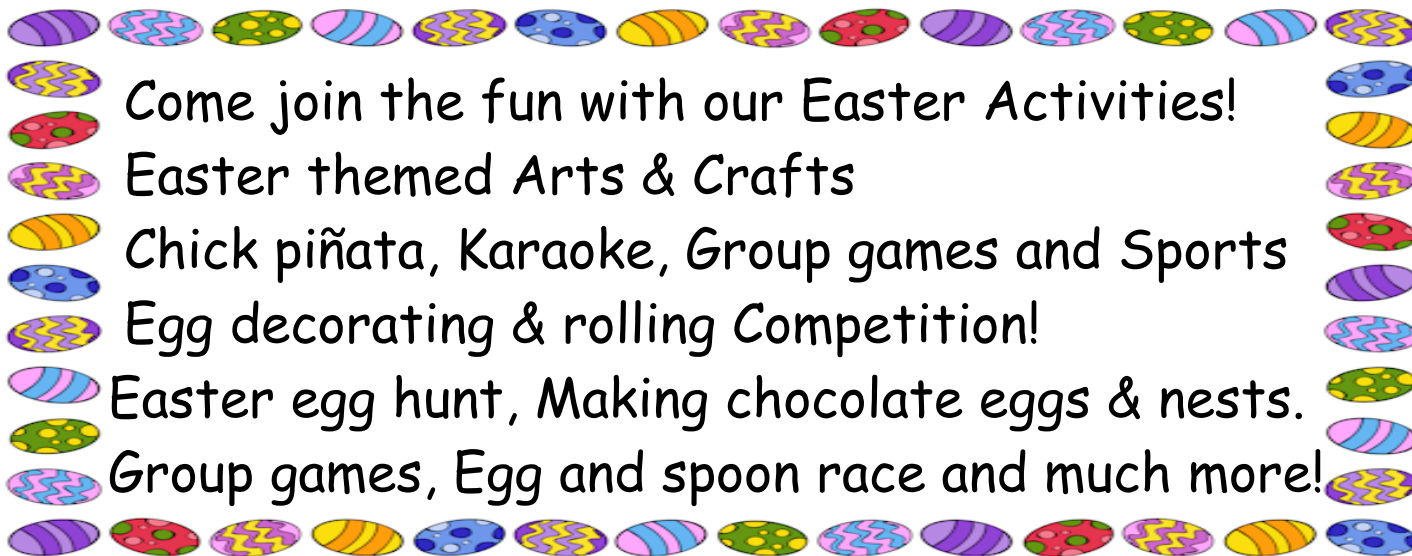 Come join the fun with our Easter Activities!
Easter themed Arts & Crafts
Chick piñata, Karaoke, Group games and Sports
Egg decorating & rolling Competition!
Easter egg hunt, Making chocolate eggs & nests.
Group games, Egg and spoon race and much more!